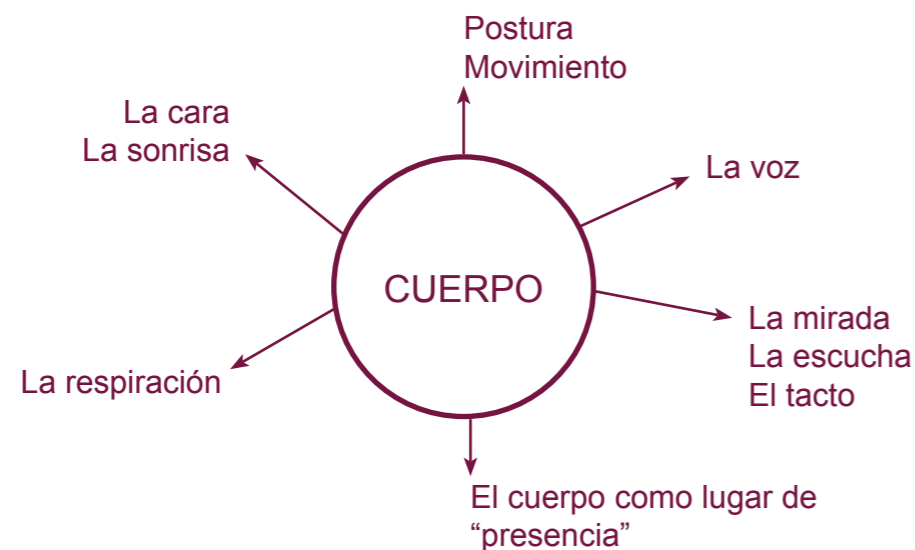 Postura
Movimiento
La cara
La sonrisa
La voz
CUERPO
La mirada
La escucha
El tacto
La respiración
El cuerpo como lugar de
“presencia”